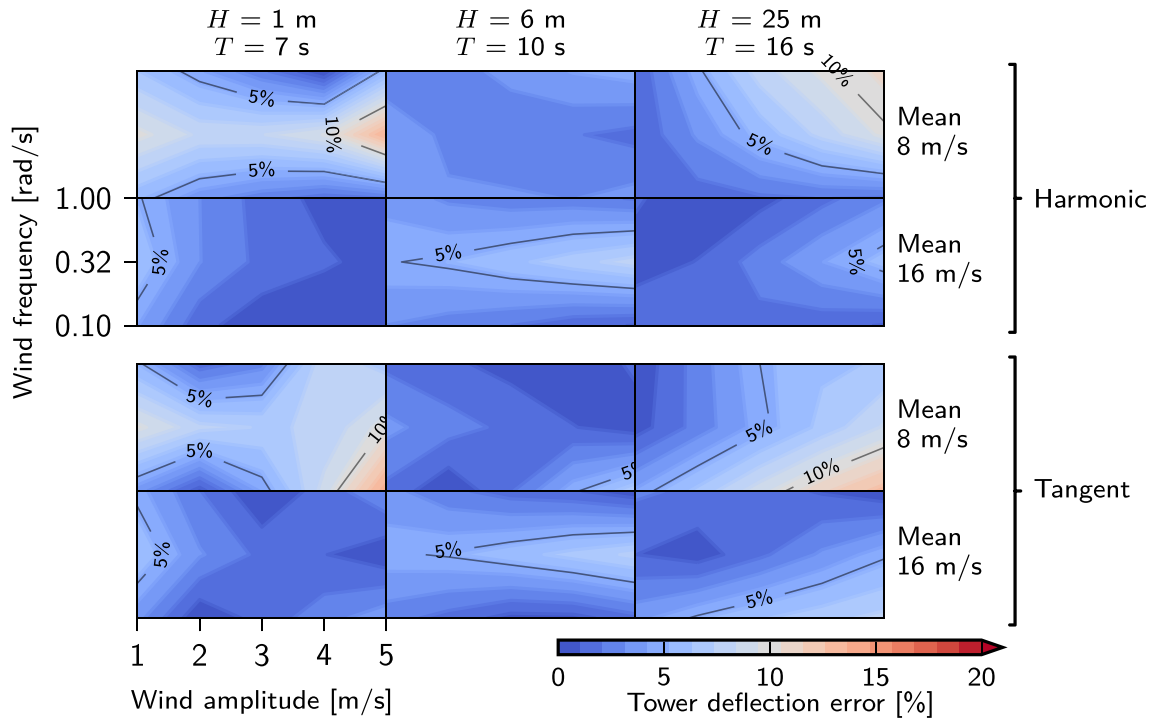 H = 1 m
T = 7 s
H = 6 m
T = 10 s
H = 25 m
T = 16 s
5%
5%
10%
5%
10%
Mean
8 m/s
Harmonic
Wind frequency [rad/s]
1.00
0.32
0.10
5%
5%
5%
Mean
16 m/s
5%
5%
10%
5%
5%
10%
Mean
8 m/s
Tangent
5%
5%
5%
Mean
16 m/s
1 2 3 4 5
Wind amplitude [m/s]
0 5 10 15 20
Tower deflection error [%]